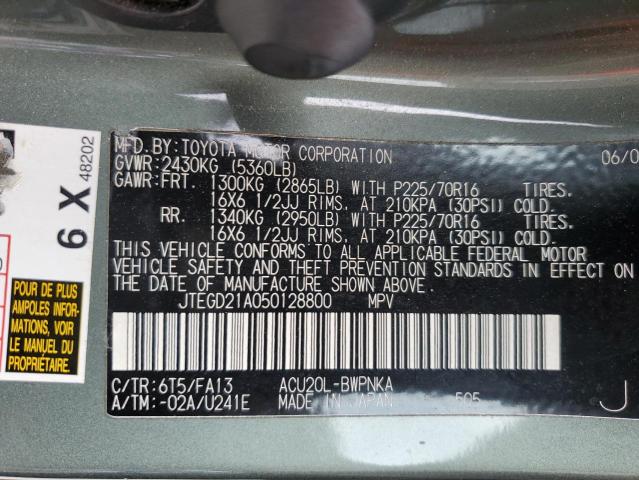 MFD.BY:TOYOTA MOTOR CORPORATION 06/0
GVWR:2430KG (5360LB)
GAWR:FRT. 1300KG (2865LB) WITH P225/70R16 TIRES.
16X6 1/2JJ RIMS, AT 210KPA (30PSI) COLD.
RR. 1340KG (2950LB) WITH P225/70R16 TIRES.
16X6 1/2JJ RIMS, AT 210KPA (30PSI) COLD.
THIS VEHICLE CONFORMS TO ALL APPLICABLE FEDERAL MOTOR
VEHICLE SAFETY AND THEFT PREVENTION STANDARDS IN EFFECT ON
THE DATE OF MANUFACTURE SHOWN ABOVE.
JTEGD21A050128800 MPV
C/TR:6T5/FA13 ACU20L-BWPNKA
A/TM:-02A/U241E MADE IN JAPAN 505 J
6 X 48202
POUR DE PLUS
AMPLES INFOR-
MATIONS, VOIR
LE MANUEL DU
PROPRIÉTAIRE